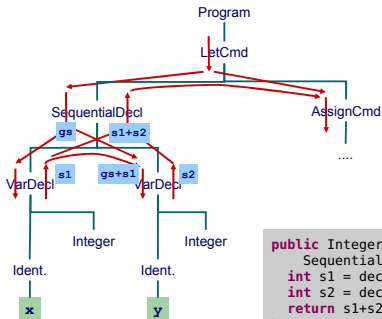 Program
LetCmd
SequentialDecl
AssignCmd
gs
s1+s2
....
VarDecl
s1
gs+s1
VarDecl
s2
Integer
Integer
Ident.
Ident.
x
y
public Integer
Sequential
int s1 = dec
int s2 = dec
return s1+s2